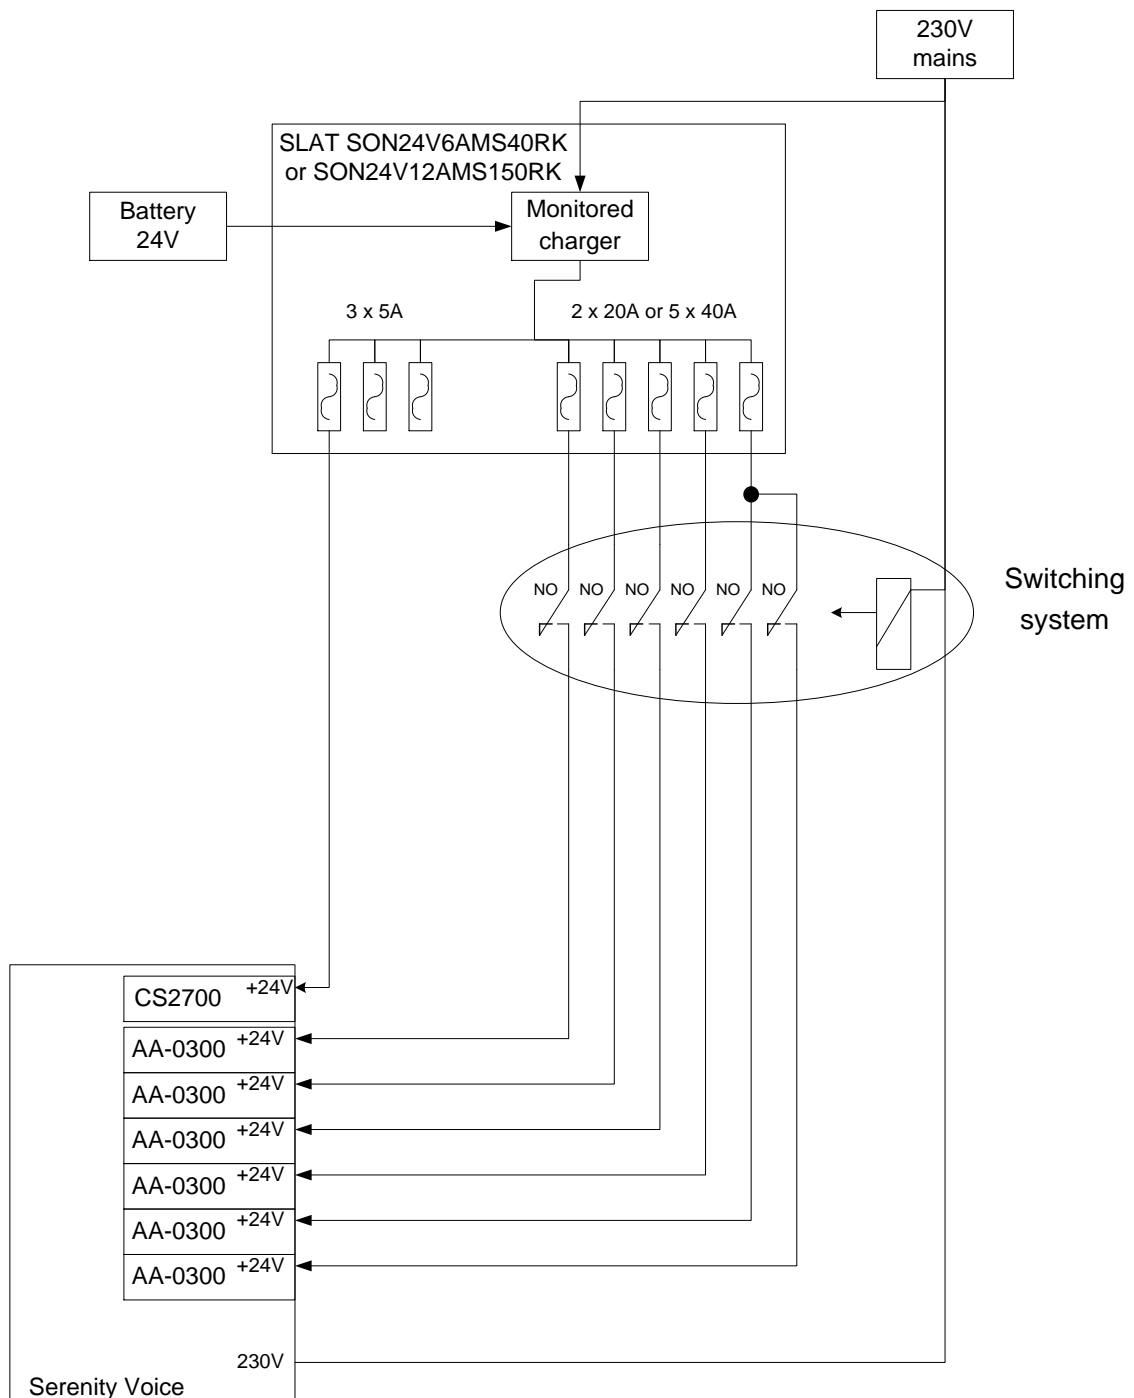 230V
mains
SLAT SON24V6AMS40RK
or SON24V12AMS150RK
Battery
24V
Monitored
charger
3 x 5A
2 x 20A or 5 x 40A
NO
NO
NO
NO
NO
NO
Switching
system
CS2700 +24V
AA-0300 +24V
AA-0300 +24V
AA-0300 +24V
AA-0300 +24V
AA-0300 +24V
AA-0300 +24V
230V
Serenity Voice